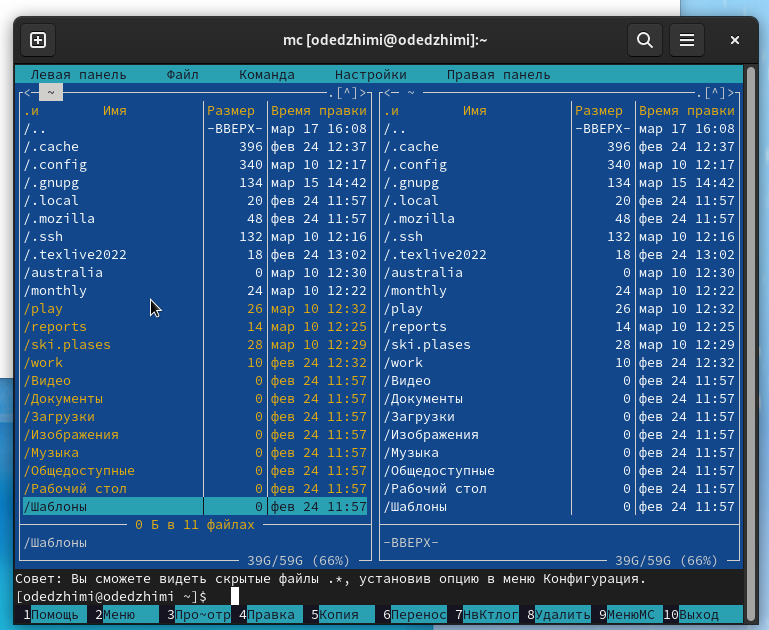 mc [odedzhimi@odedzhimi]:~
Левая панель Файл Команда Настройки Правая панель
<─ ~ ─.[^]> <─ ~ ─.[^]>
.и Имя Размер Время правки .и Имя Размер Время правки
/.. -ВВЕРХ- мар 17 16:08 /.. -ВВЕРХ- мар 17 16:08
/.cache 396 фев 24 12:37 /.cache 396 фев 24 12:37
/.config 340 мар 10 12:17 /.config 340 мар 10 12:17
/.gnupg 134 мар 15 14:42 /.gnupg 134 мар 15 14:42
/.local 20 фев 24 11:57 /.local 20 фев 24 11:57
/.mozilla 48 фев 24 11:57 /.mozilla 48 фев 24 11:57
/.ssh 132 мар 10 12:16 /.ssh 132 мар 10 12:16
/.texlive2022 18 фев 24 13:02 /.texlive2022 18 фев 24 13:02
/australia 0 мар 10 12:30 /australia 0 мар 10 12:30
/monthly 24 мар 10 12:22 /monthly 24 мар 10 12:22
/play 26 мар 10 12:32 /play 26 мар 10 12:32
/reports 14 мар 10 12:25 /reports 14 мар 10 12:25
/ski.plases 28 мар 10 12:29 /ski.plases 28 мар 10 12:29
/work 10 фев 24 12:32 /work 10 фев 24 12:32
/Видео 0 фев 24 11:57 /Видео 0 фев 24 11:57
/Документы 0 фев 24 11:57 /Документы 0 фев 24 11:57
/Загрузки 0 фев 24 11:57 /Загрузки 0 фев 24 11:57
/Изображения 0 фев 24 11:57 /Изображения 0 фев 24 11:57
/Музыка 0 фев 24 11:57 /Музыка 0 фев 24 11:57
/Общедоступные 0 фев 24 11:57 /Общедоступные 0 фев 24 11:57
/Рабочий стол 0 фев 24 11:57 /Рабочий стол 0 фев 24 11:57
/Шаблоны 0 фев 24 11:57 /Шаблоны 0 фев 24 11:57
0 Б в 11 файлах
/Шаблоны -ВВЕРХ-
39G/59G (66%) 39G/59G (66%)
Совет: Вы сможете видеть скрытые файлы .*, установив опцию в меню Конфигурация.
[odedzhimi@odedzhimi ~]$
1Помощь 2Меню 3Про~отр 4Правка 5Копия 6Перенос 7НвКтлог 8Удалить 9МенюMC 10Выход